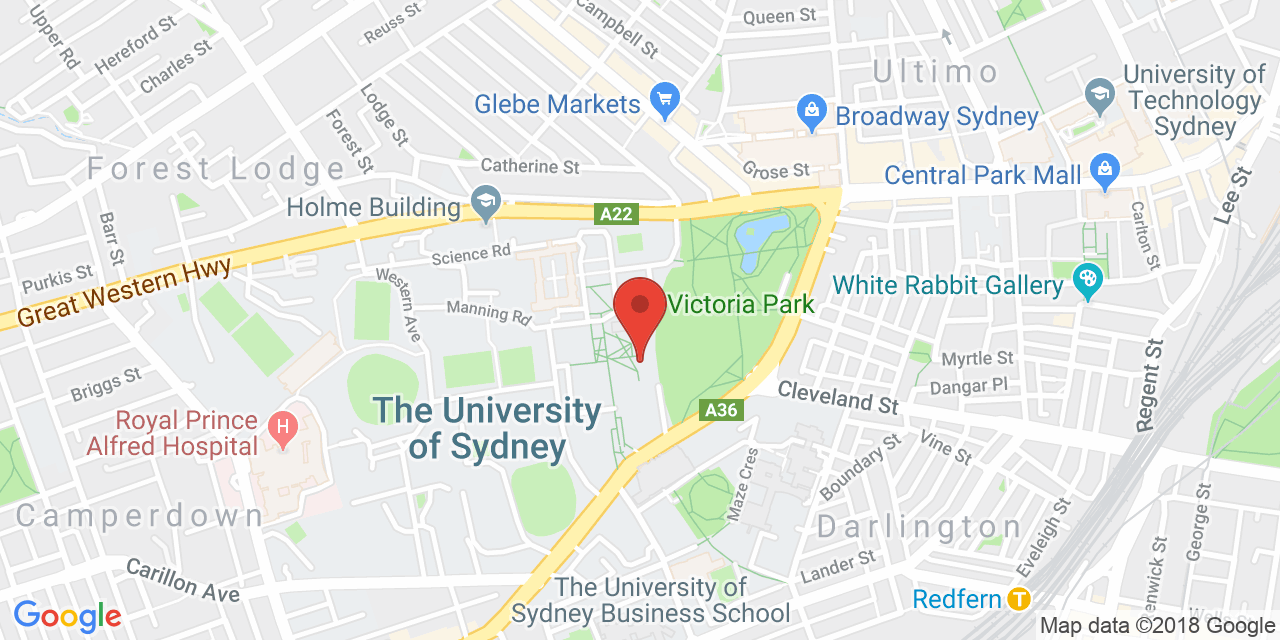 Queen St
Campbell St
Reuss St
Upper Rd
Hereford St
Charles St
Ultimo
University of
Technology
Sydney
Glebe Markets
Broadway Sydney
Lodge St
Forest St
Forest Lodge
Catherine St
Grose St
Central Park Mall
Lee St
Holme Building
A22
Carlton St
Barr St
Science Rd
Purkis St
Great Western Hwy
Western Ave
Manning Rd
Victoria Park
White Rabbit Gallery
Myrtle St
Dangar Pl
Regent St
Briggs St
Cleveland St
A36
The University
of Sydney
Royal Prince
Alfred Hospital
H
Vine St
Boundary St
Maze Cres
Camperdown
Darlington
George St
Eveleigh St
Lander St
Carillon Ave
The University of
Sydney Business School
Redfern
T
Google
Map data ©2018 Google